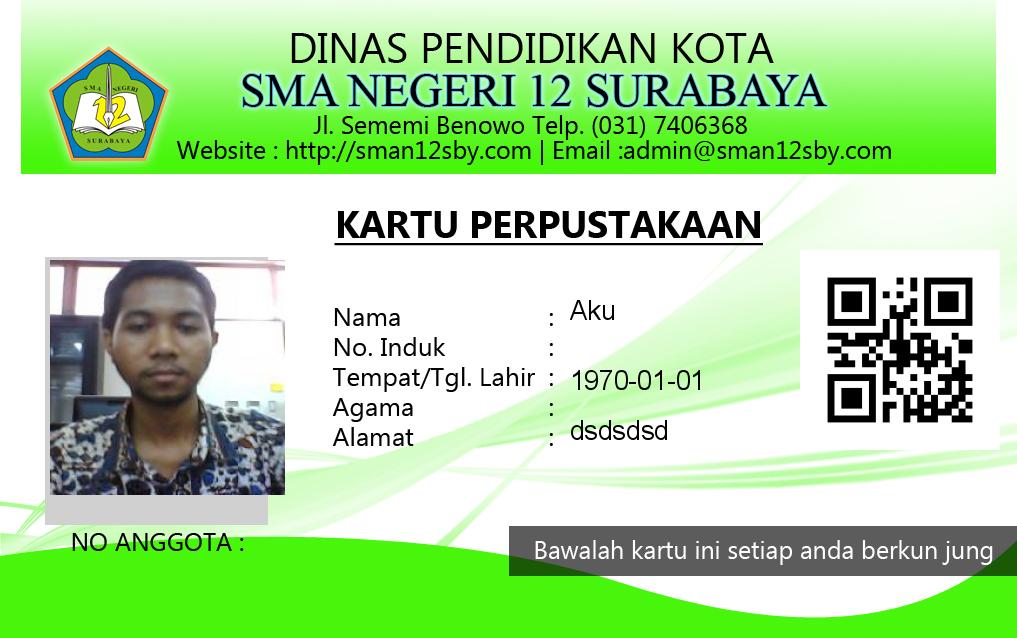 DINAS PENDIDIKAN KOTA
SMA NEGERI 12 SURABAYA
Jl. Sememi Benowo Telp. (031) 7406368
Website : http://sman12sby.com | Email :admin@sman12sby.com
SMA NEGERI
12
SURABAYA
KARTU PERPUSTAKAAN
Nama : Aku
No. Induk :
Tempat/Tgl. Lahir : 1970-01-01
Agama :
Alamat : dsdsdsd
NO ANGGOTA :
Bawalah kartu ini setiap anda berkun jung